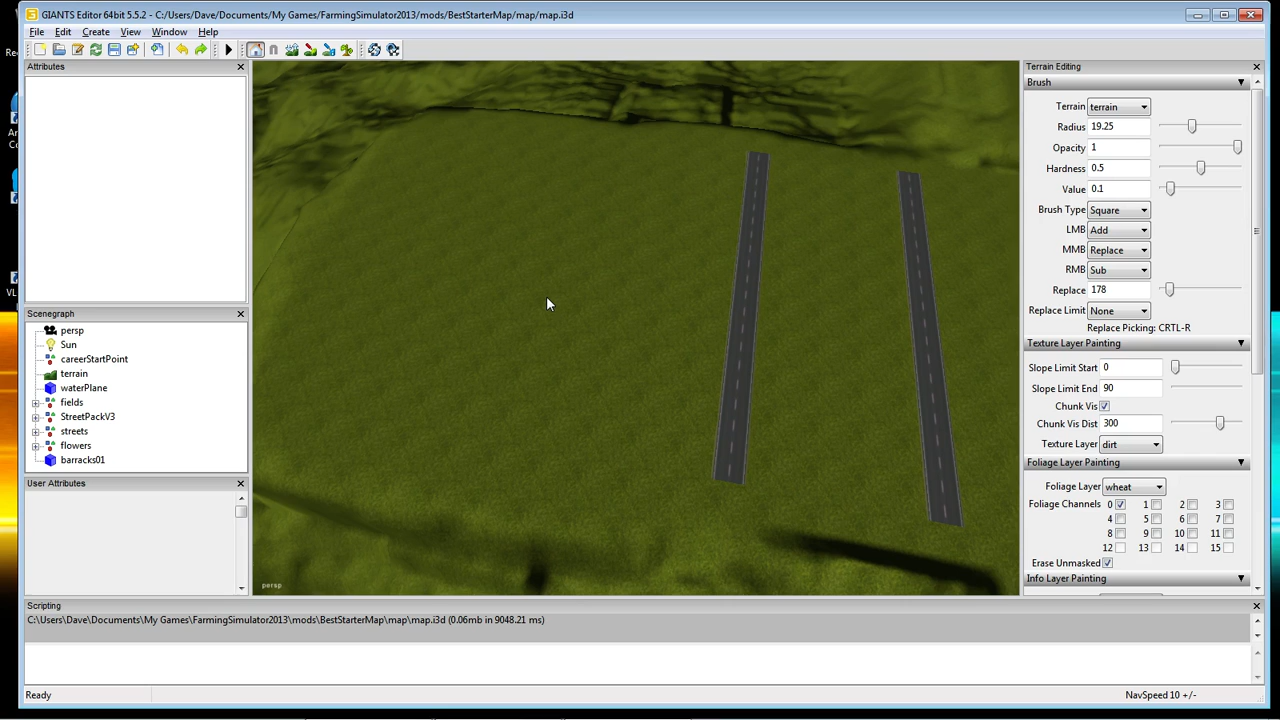 GIANTS Editor 64bit 5.5.2 - C:/Users/Dave/Documents/My Games/FarmingSimulator2013/mods/BestStarterMap/map/map.i3d
File Edit Create View Window Help
Attributes
Scenegraph
persp
Sun
careerStartPoint
terrain
waterPlane
fields
StreetPackV3
streets
flowers
barracks01
User Attributes
persp
Terrain Editing
Brush
Terrain terrain
Radius 19.25
Opacity 1
Hardness 0.5
Value 0.1
Brush Type Square
LMB Add
MMB Replace
RMB Sub
Replace 178
Replace Limit None
Replace Picking: CRTL-R
Texture Layer Painting
Slope Limit Start 0
Slope Limit End 90
Chunk Vis
Chunk Vis Dist 300
Texture Layer dirt
Foliage Layer Painting
Foliage Layer wheat
Foliage Channels 0 1 2 3
4 5 6 7
8 9 10 11
12 13 14 15
Erase Unmasked
Info Layer Painting
Scripting
C:\Users\Dave\Documents\My Games\FarmingSimulator2013\mods\BestStarterMap\map\map.i3d (0.06mb in 9048.21 ms)
Ready
NavSpeed 10 +/-